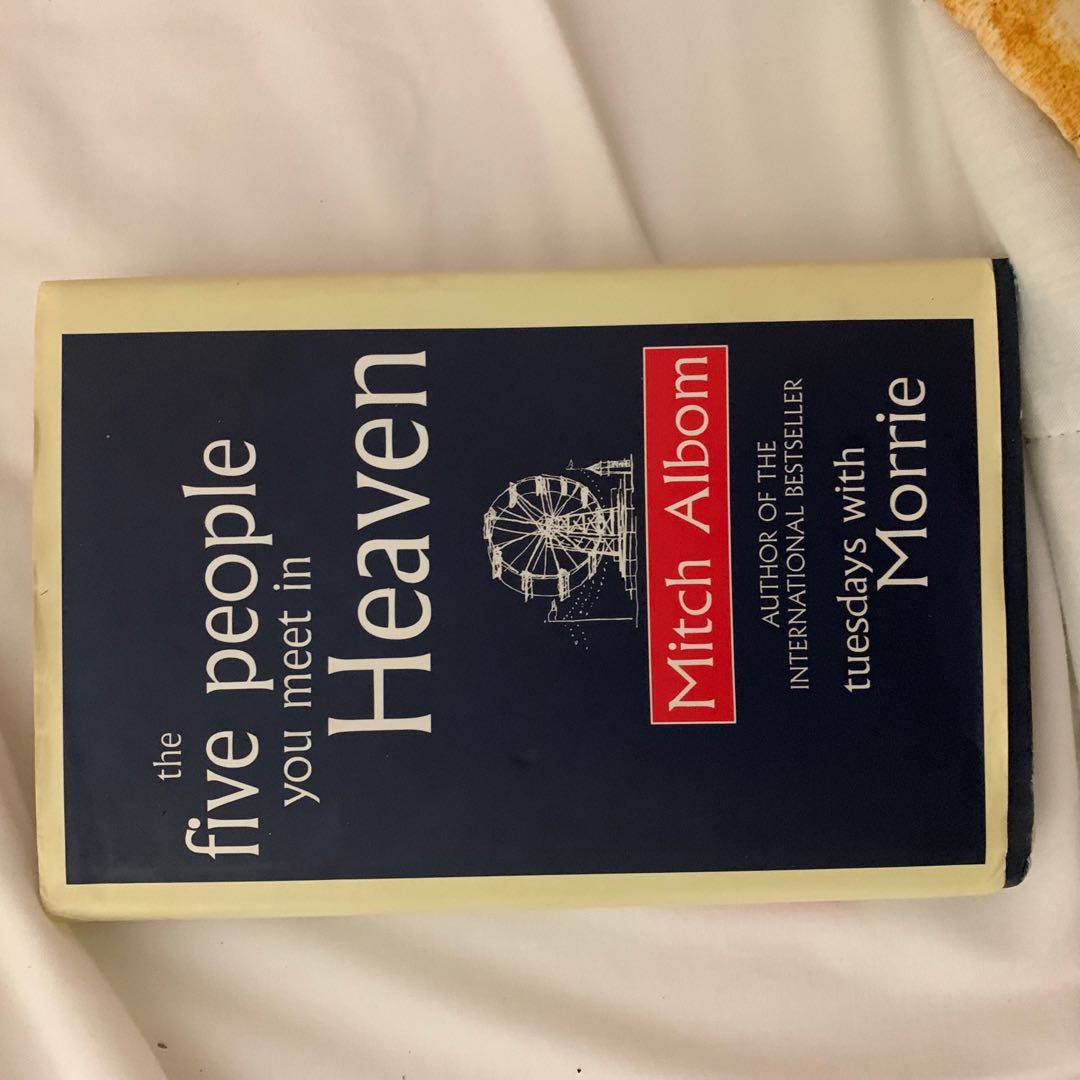 the
five people
you meet in
Heaven
Mitch Albom
AUTHOR OF THE
INTERNATIONAL BESTSELLER
tuesdays with
Morrie